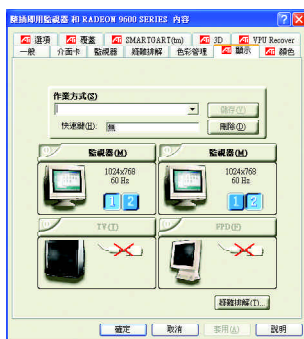 隨插即用監視器 和 RADEON 9600 SERIES 內容
選項 覆蓋 SMARTGART(tm) 3D VPU Recover
一般 介面卡 監視器 疑難排解 色彩管理 顯示 顏色
作業方式(S)
儲存(V)
快速鍵(H): 無 刪除(D)
監視器(M) 監視器(M)
1024x768 1024x768
60 Hz 60 Hz
1 2 1 2
TV(T) FPD(F)
疑難排解(T)...
確定 取消 套用(A) 說明